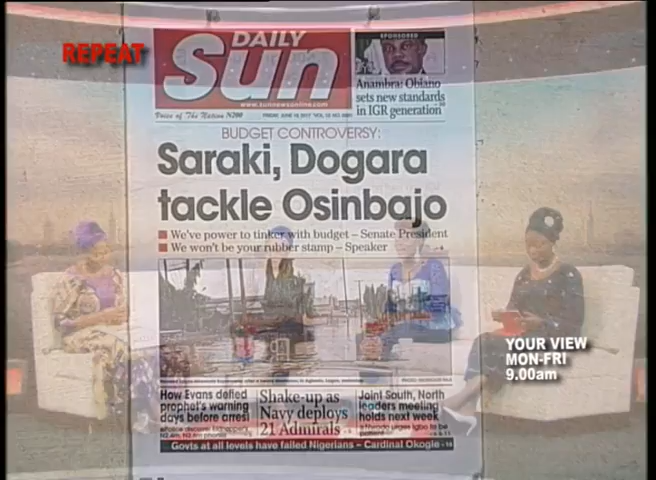 REPEAT
DAILY
Sun
www.sunnewsonline.com
Voice of The Nation N200
SPONSORED
Anambra: Obiano
sets new standards
in IGR generation
BUDGET CONTROVERSY:
Saraki, Dogara
tackle Osinbajo
We've power to tinker with budget – Senate President
We won't be your rubber stamp – Speaker
YOUR VIEW
MON-FRI
9.00am
How Evans defied
prophet's warning
days before arrest
Shake-up as
Navy deploys
21 Admirals
Joint South, North
leaders meeting
holds next week
Govts at all levels have failed Nigerians – Cardinal Okogie